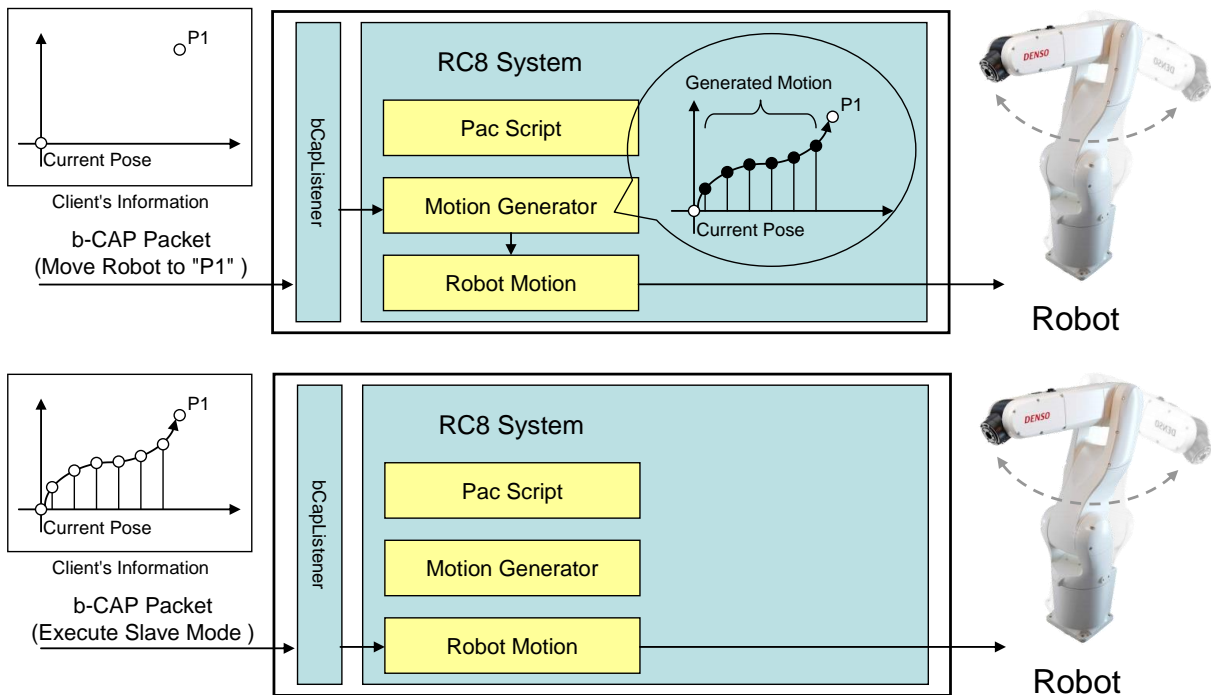 P1
Current Pose
Client's Information
b-CAP Packet
(Move Robot to "P1" )
bCapListener
RC8 System
Pac Script
Motion Generator
Robot Motion
Generated Motion
P1
Current Pose
DENSO
DENSO
Robot
P1
Current Pose
Client's Information
b-CAP Packet
(Execute Slave Mode )
bCapListener
RC8 System
Pac Script
Motion Generator
Robot Motion
DENSO
DENSO
Robot